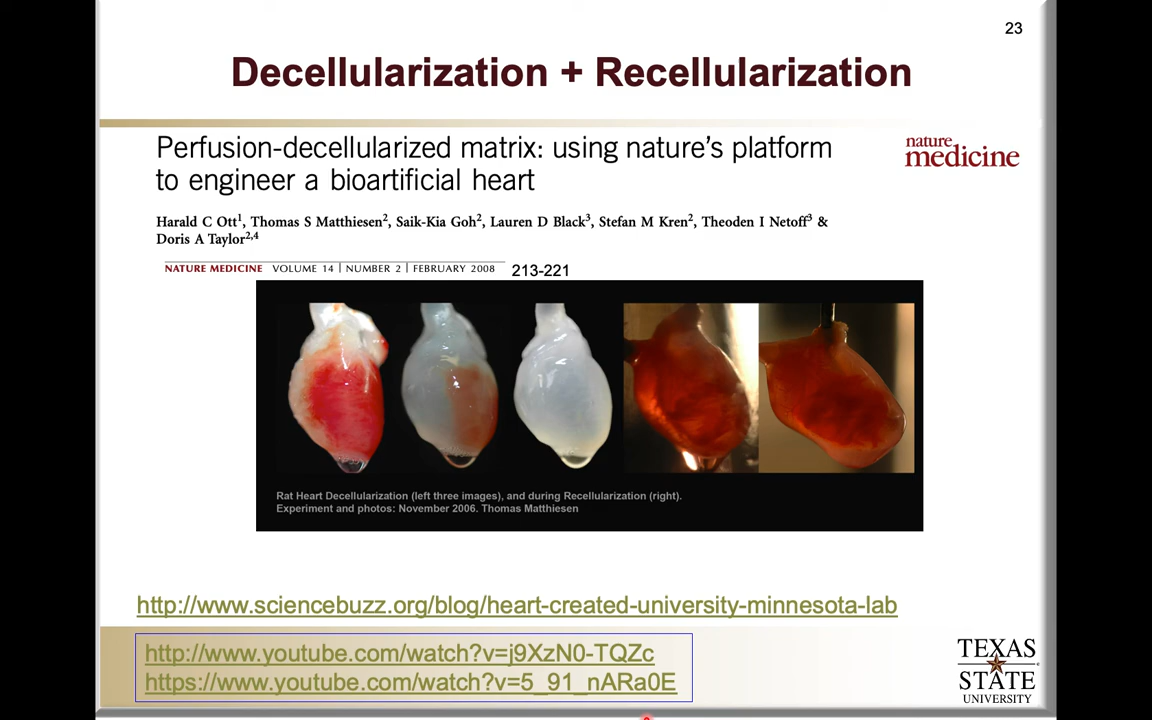 23
Decellularization + Recellularization
Perfusion-decellularized matrix: using nature's platform
to engineer a bioartificial heart
nature
medicine
Harald C Ott1, Thomas S Matthiesen2, Saik-Kia Goh2, Lauren D Black3, Stefan M Kren2, Theoden I Netoff3 &
Doris A Taylor2,4
NATURE MEDICINE VOLUME 14 | NUMBER 2 | FEBRUARY 2008 213-221
Rat Heart Decellularization (left three images), and during Recellularization (right).
Experiment and photos: November 2006. Thomas Matthiesen
http://www.sciencebuzz.org/blog/heart-created-university-minnesota-lab
http://www.youtube.com/watch?v=j9XzN0-TQZc
https://www.youtube.com/watch?v=5_91_nARa0E
TEXAS
STATE
UNIVERSITY